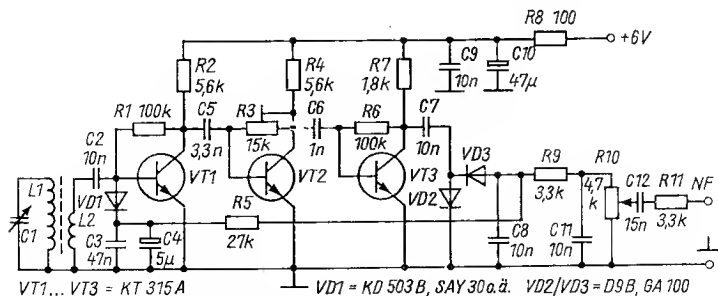 R8 100
+6V
R2
5,6k
R4
5,6k
R7
1,8k
C9
10n
C10
47µ
R1 100k
C5
3,3n
R3
15k
C6
1n
R6
100k
C7
10n
C2
10n
L1
C1
L2
VD1
VT1
VT2
VT3
VD3
VD2
R9
3,3k
R10
4,7
k
C12
15n
R11
3,3k
NF
R5
27k
C3
47n
C4
5µ
C8
10n
C11
10n
VT1...VT3 = KT 315A
VD1 = KD 503 B, SAY 30 o.ä.
VD2/VD3 = D9B, GA 100